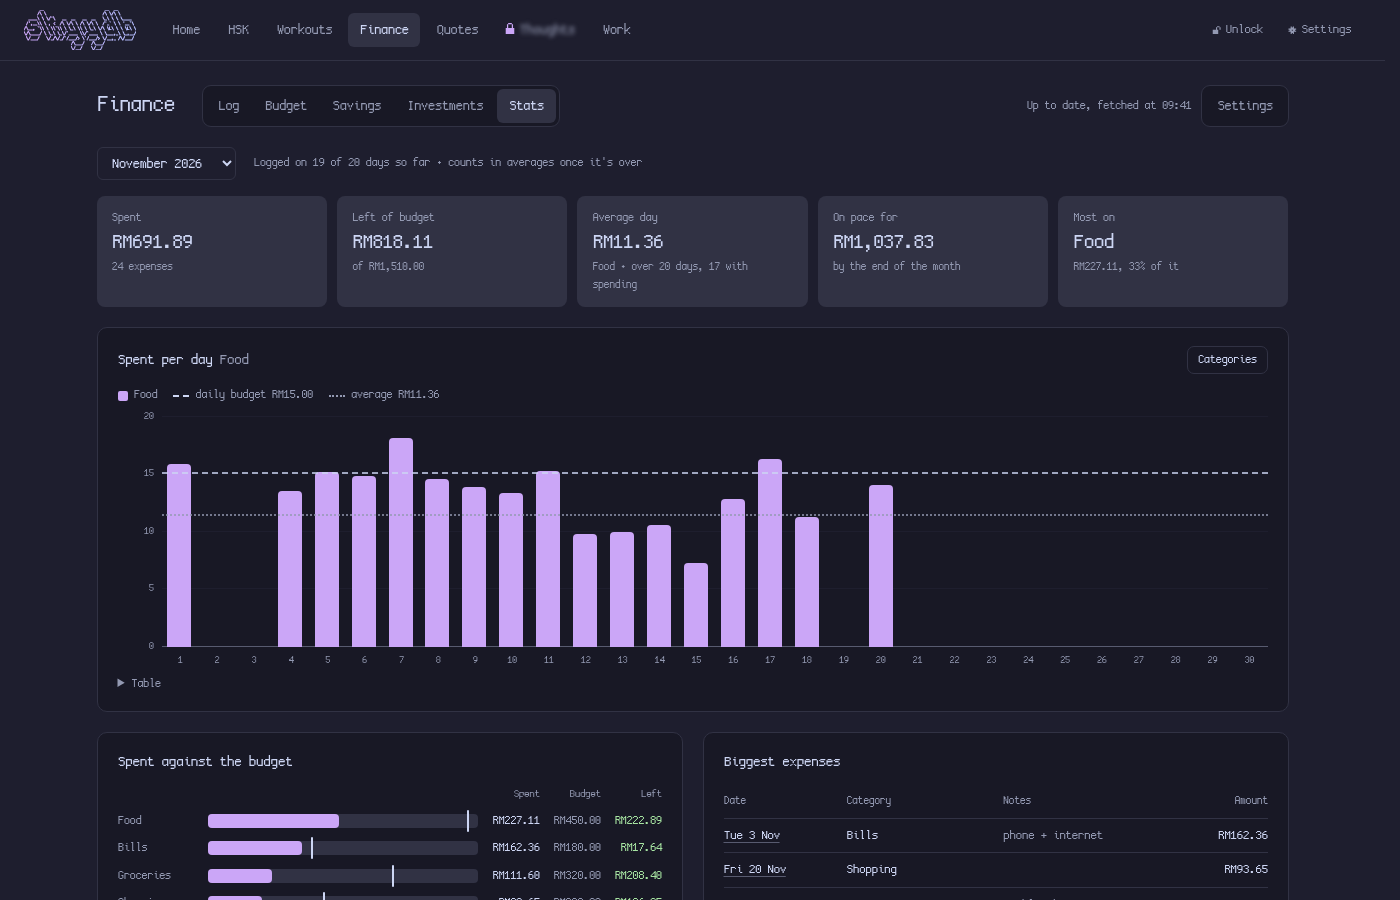 Home HSK Workouts Finance Quotes Work Unlock Settings
Finance Log Budget Savings Investments Stats Up to date, fetched at 09:41 Settings
November 2026 Logged on 19 of 20 days so far • counts in averages once it's over
Spent Left of budget Average day On pace for Most on
RM691.89 RM818.11 RM11.36 RM1,037.83 Food
24 expenses of RM1,510.00 Food • over 20 days, 17 with by the end of the month RM227.11, 33% of it
spending
Spent per day Food Categories
Food daily budget RM15.00 average RM11.36
20
15
10
5
0
1 2 3 4 5 6 7 8 9 10 11 12 13 14 15 16 17 18 19 20 21 22 23 24 25 26 27 28 29 30
▶ Table
Spent against the budget Biggest expenses
Spent Budget Left
Date Category Notes Amount
Food RM227.11 RM450.00 RM222.89
Tue 3 Nov Bills phone + internet RM162.36
Bills RM162.36 RM180.00 RM17.64
Fri 20 Nov Shopping RM93.65
Groceries RM111.60 RM320.00 RM208.40